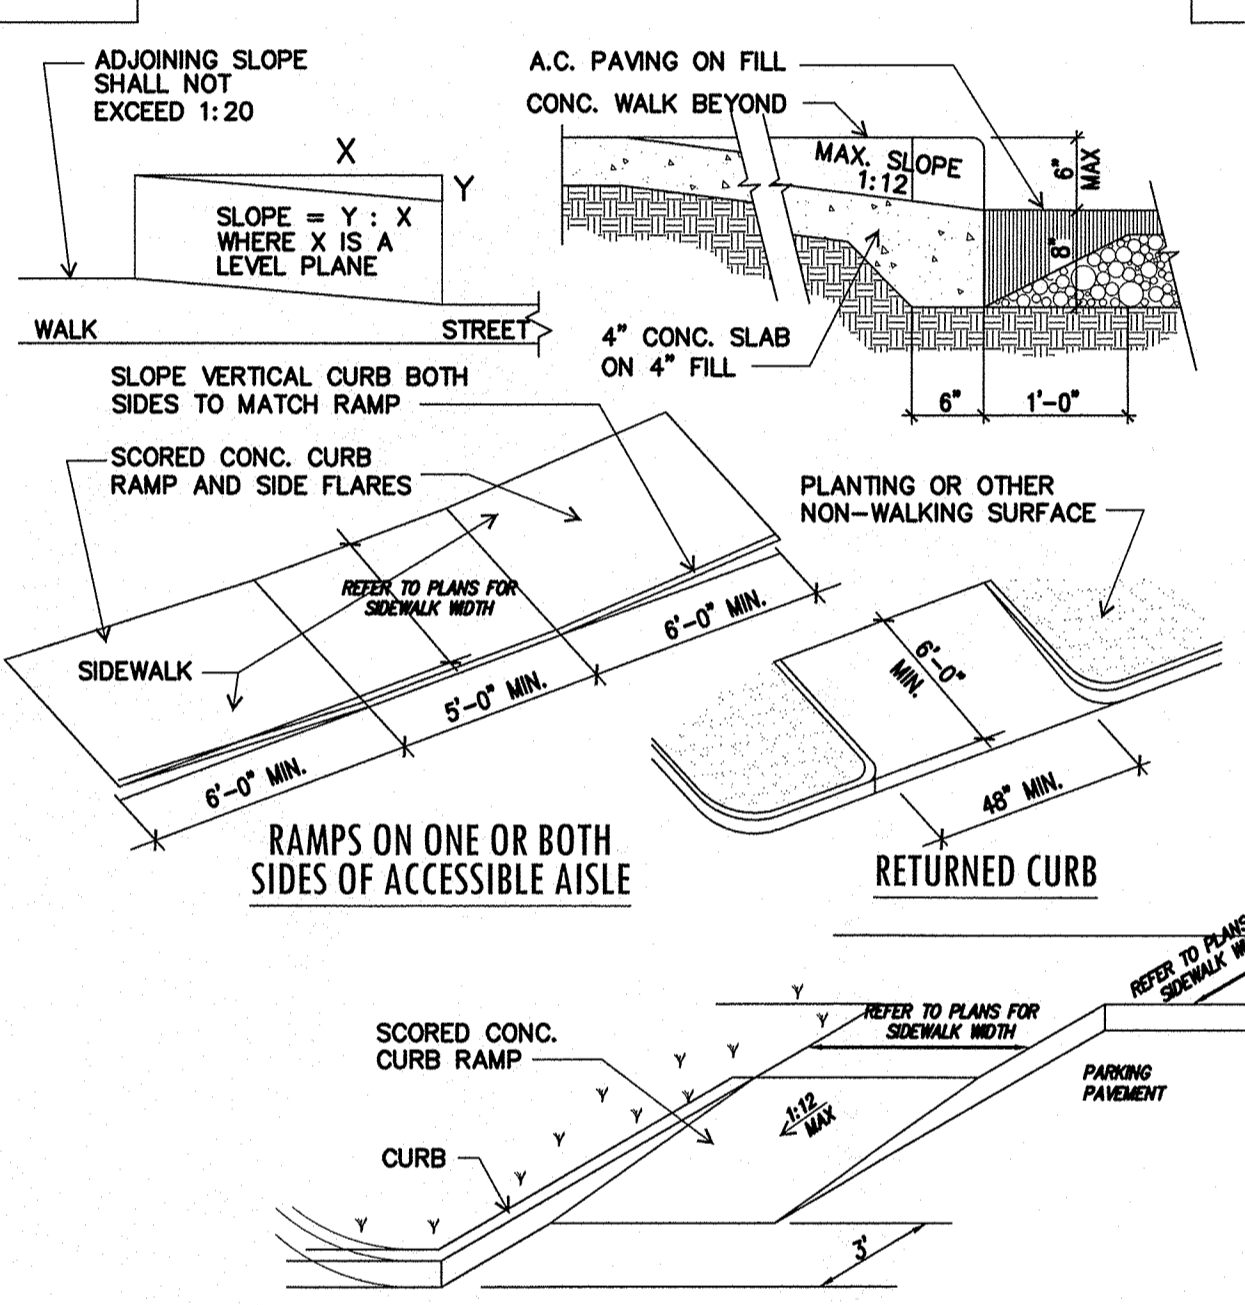 ADJOINING SLOPE
SHALL NOT
EXCEED 1:20
X
Y
SLOPE = Y : X
WHERE X IS A
LEVEL PLANE
WALK
STREET
A.C. PAVING ON FILL
CONC. WALK BEYOND
MAX. SLOPE
1:12
6"
MAX
8"
4" CONC. SLAB
ON 4" FILL
6"
1'-0"
SLOPE VERTICAL CURB BOTH
SIDES TO MATCH RAMP
SCORED CONC. CURB
RAMP AND SIDE FLARES
REFER TO PLANS FOR
SIDEWALK WIDTH
SIDEWALK
6'-0" MIN.
5'-0" MIN.
6'-0" MIN.
RAMPS ON ONE OR BOTH
SIDES OF ACCESSIBLE AISLE
PLANTING OR OTHER
NON-WALKING SURFACE
6'-0"
MIN.
48" MIN.
RETURNED CURB
SCORED CONC.
CURB RAMP
REFER TO PLANS FOR
SIDEWALK WIDTH
REFER TO PLANS
SIDEWALK
PARKING
PAVEMENT
1:12
MAX
CURB
3'